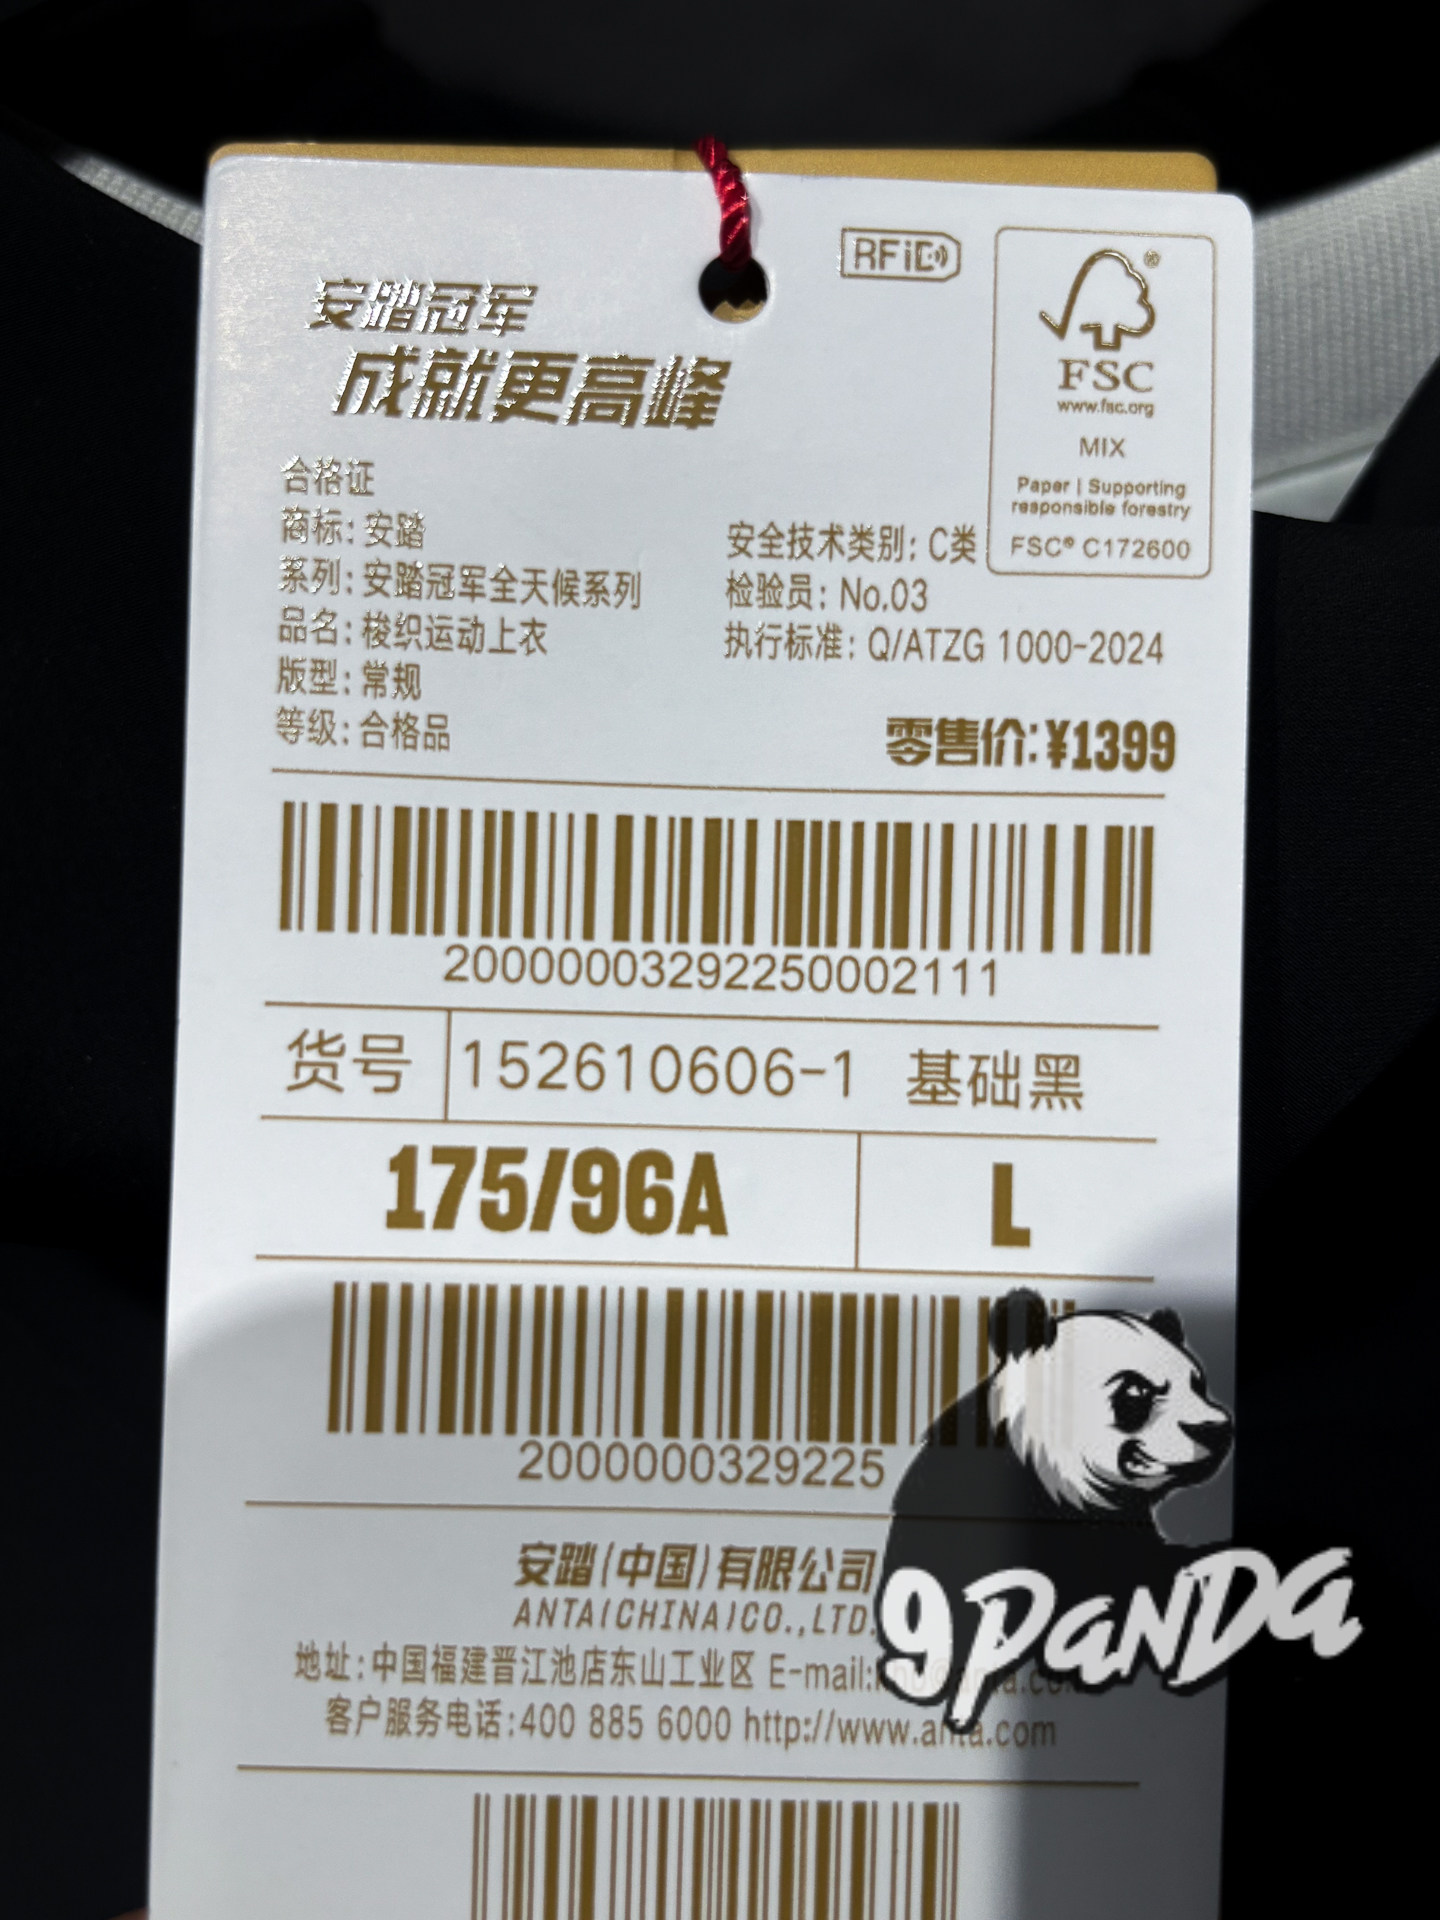 RFiD
安踏冠军
成就更高峰
FSC
www.fsc.org
MIX
Paper | Supporting
responsible forestry
FSC® C172600
合格证
商标: 安踏
系列: 安踏冠军全天候系列
品名: 梭织运动上衣
版型: 常规
等级: 合格品
安全技术类别: C类
检验员: No.03
执行标准: Q/ATZG 1000-2024
零售价:¥1399
20000003292250002111
货号 152610606-1 基础黑
175/96A L
2000000329225
安踏(中国)有限公司
ANTA(CHINA)CO.,LTD.
地址:中国福建晋江池店东山工业区 E-mail:
客户服务电话:400 885 6000 http://www.anta.com
9PANDA